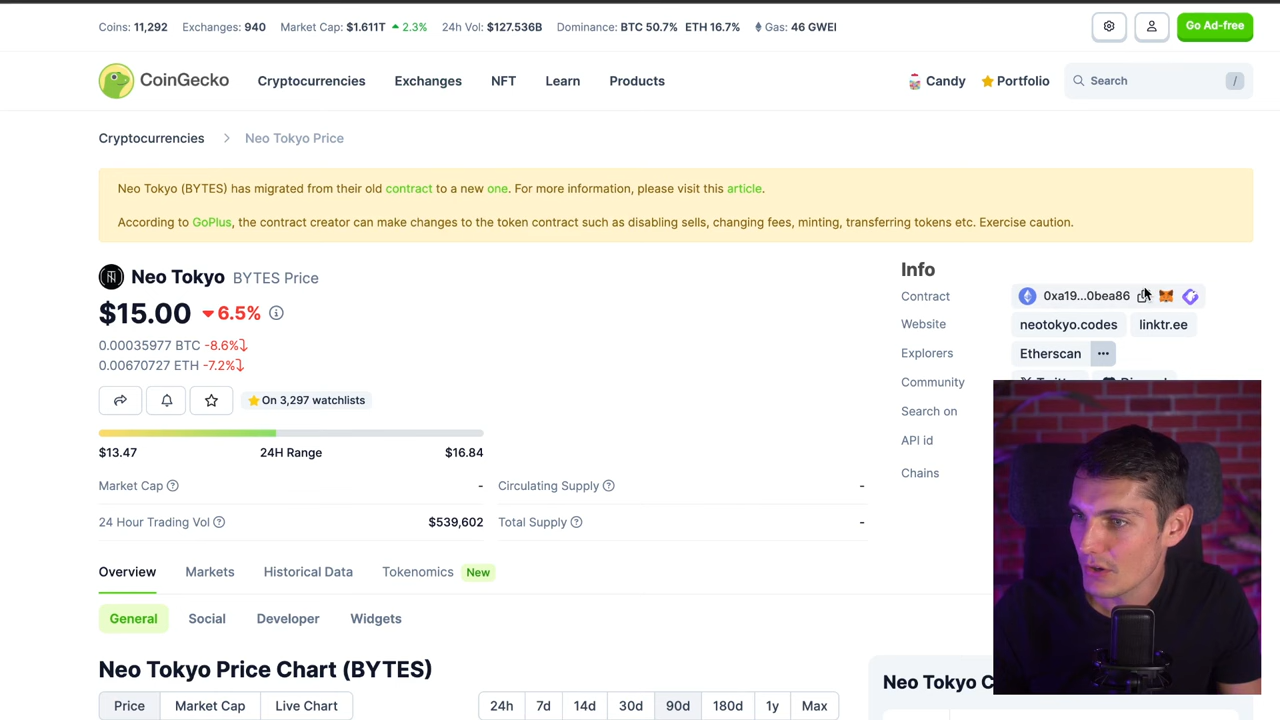 Coins: 11,292 Exchanges: 940 Market Cap: $1.611T 2.3% 24h Vol: $127.536B Dominance: BTC 50.7% ETH 16.7% Gas: 46 GWEI Go Ad-free
CoinGecko Cryptocurrencies Exchanges NFT Learn Products Candy Portfolio Search /
Cryptocurrencies > Neo Tokyo Price
Neo Tokyo (BYTES) has migrated from their old contract to a new one. For more information, please visit this article.
According to GoPlus, the contract creator can make changes to the token contract such as disabling sells, changing fees, minting, transferring tokens etc. Exercise caution.
Neo Tokyo BYTES Price
$15.00 6.5%
0.00035977 BTC -8.6%
0.00670727 ETH -7.2%
On 3,297 watchlists
$13.47 24H Range $16.84
Market Cap -
Circulating Supply -
24 Hour Trading Vol $539,602
Total Supply -
Info
Contract 0xa19...0bea86
Website neotokyo.codes linktr.ee
Explorers Etherscan ...
Community
Search on
API id
Chains
Overview Markets Historical Data Tokenomics New
General Social Developer Widgets
Neo Tokyo Price Chart (BYTES)
Price Market Cap Live Chart 24h 7d 14d 30d 90d 180d 1y Max
Neo Tokyo C